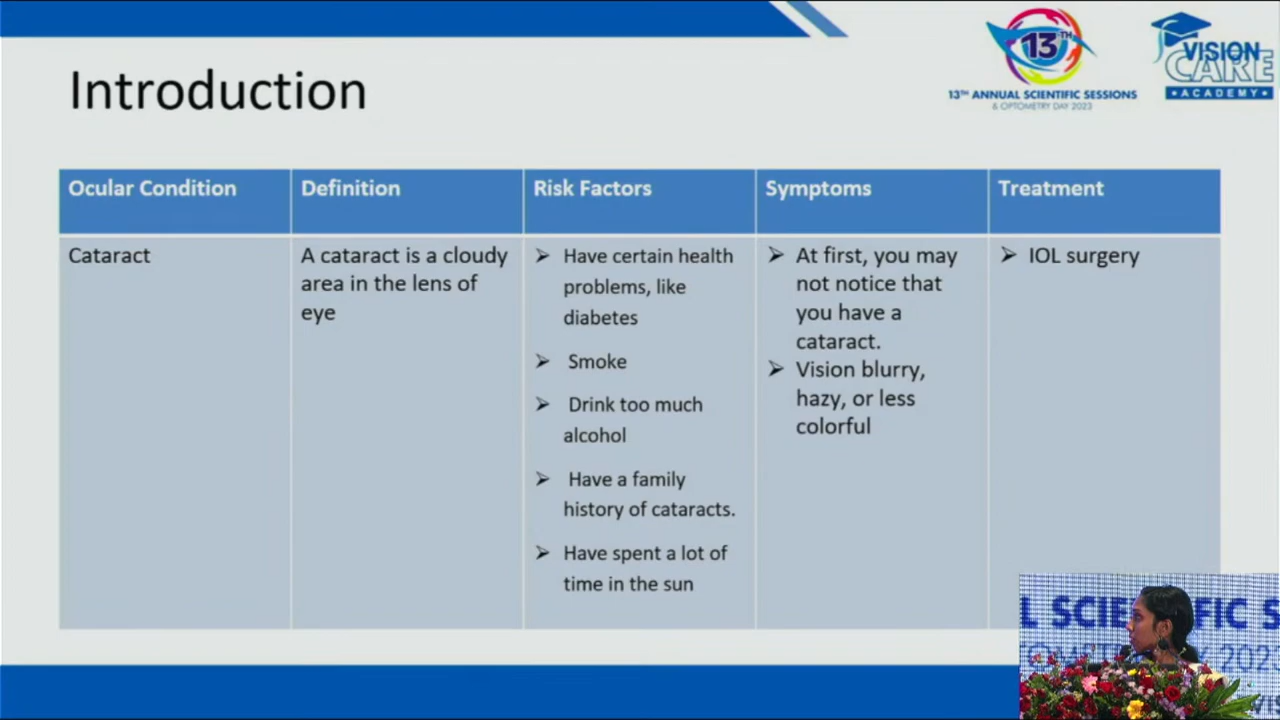 13TH
13TH ANNUAL SCIENTIFIC SESSIONS
& OPTOMETRY DAY 2023
VISION
CARE
ACADEMY
Introduction
Ocular Condition
Definition
Risk Factors
Symptoms
Treatment
Cataract
A cataract is a cloudy
area in the lens of
eye
➢ Have certain health
problems, like
diabetes
➢ Smoke
➢ Drink too much
alcohol
➢ Have a family
history of cataracts.
➢ Have spent a lot of
time in the sun
➢ At first, you may
not notice that
you have a
cataract.
➢ Vision blurry,
hazy, or less
colorful
➢ IOL surgery